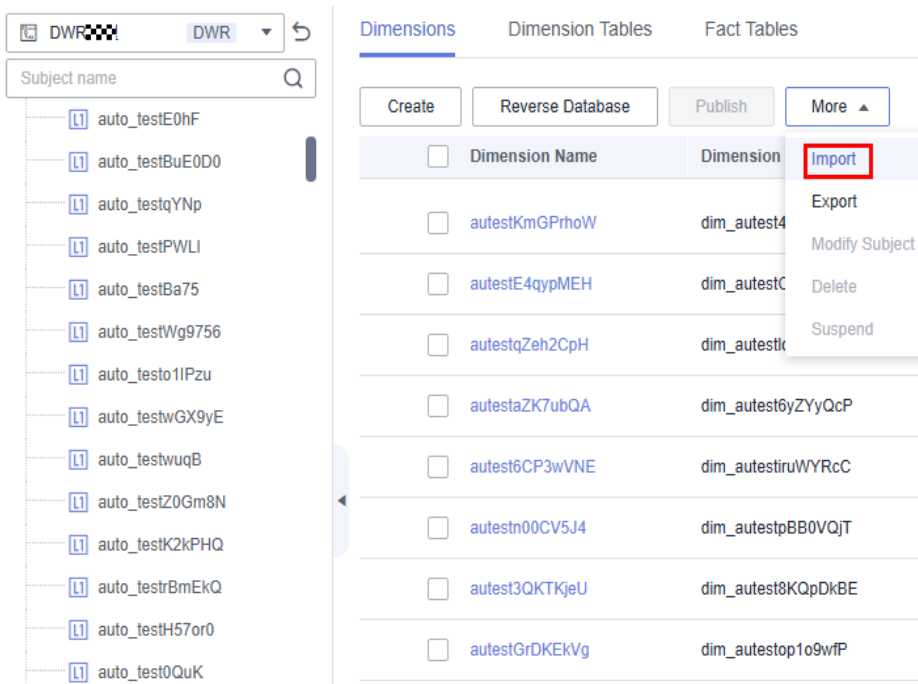 DWR DWR
Subject name
auto_testE0hF
auto_testBuE0D0
auto_testqYNp
auto_testPWLI
auto_testBa75
auto_testWg9756
auto_testo1IPzu
auto_testwGX9yE
auto_testwuqB
auto_testZ0Gm8N
auto_testK2kPHQ
auto_testrBmEkQ
auto_testH57or0
auto_test0QuK
Dimensions Dimension Tables Fact Tables
Create Reverse Database Publish More
Import
Export
Modify Subject
Delete
Suspend
Dimension Name Dimension
autestKmGPrhoW dim_autest4
autestE4qypMEH
autestqZeh2CpH
autestaZK7ubQA dim_autest6yZYyQcP
autest6CP3wVNE dim_autestiruWYRcC
autestn00CV5J4 dim_autestpBB0VQjT
autest3QKTKjeU dim_autest8KQpDkBE
autestGrDKEkVg dim_autestop1o9wfP